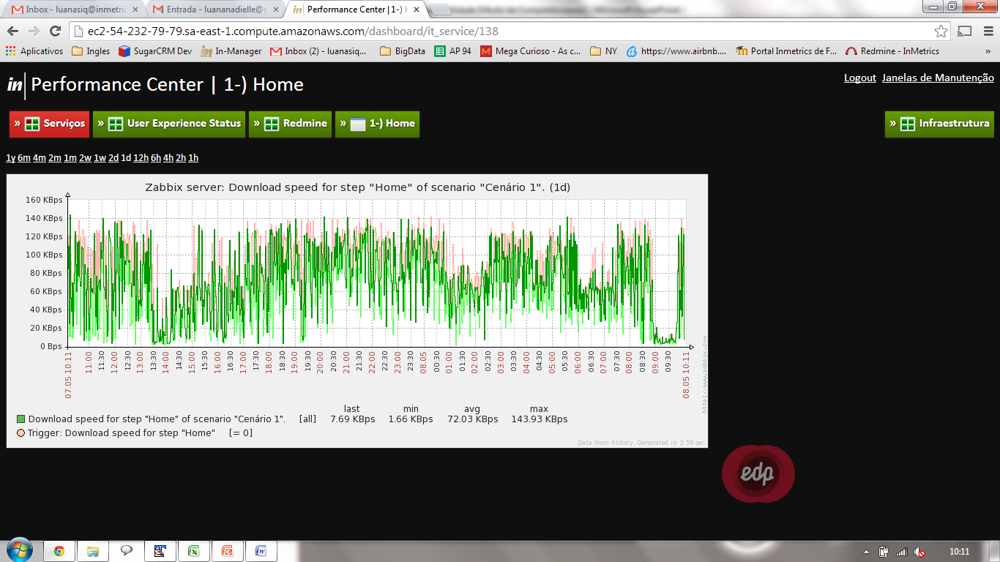 Inbox - luanasiq@inmetric
Entrada - luananadielle@g
Performance Center | 1-) H
ec2-54-232-79-79.sa-east-1.compute.amazonaws.com/dashboard/it_service/138
Aplicativos Ingles SugarCRM Dev In-Manager Inbox (2) - luanasiq... BigData AP 94 Mega Curioso - As c... NY https://www.airbnb.... Portal Inmetrics de F... Redmine - InMetrics »
in Performance Center | 1-) Home
Logout Janelas de Manutenção
» Serviços » User Experience Status » Redmine » 1-) Home » Infraestrutura
1y 6m 4m 2m 1m 2w 1w 2d 1d 12h 6h 4h 2h 1h
Zabbix server: Download speed for step "Home" of scenario "Cenário 1". (1d)
160 KBps
140 KBps
120 KBps
100 KBps
80 KBps
60 KBps
40 KBps
20 KBps
0 Bps
07.05 10:11 11:00 11:30 12:00 12:30 13:00 13:30 14:00 14:30 15:00 15:30 16:00 16:30 17:00 17:30 18:00 18:30 19:00 19:30 20:00 20:30 21:00 21:30 22:00 22:30 23:00 23:30 08.05 00:30 01:00 01:30 02:00 02:30 03:00 03:30 04:00 04:30 05:00 05:30 06:00 06:30 07:00 07:30 08:00 08:30 09:00 09:30 08.05 10:11
http://www.zabbix.com
last min avg max
Download speed for step "Home" of scenario "Cenário 1". [all] 7.69 KBps 1.66 KBps 72.03 KBps 143.93 KBps
Trigger: Download speed for step "Home" [= 0]
Data from history. Generated in 3.59 sec.
edp
10:11